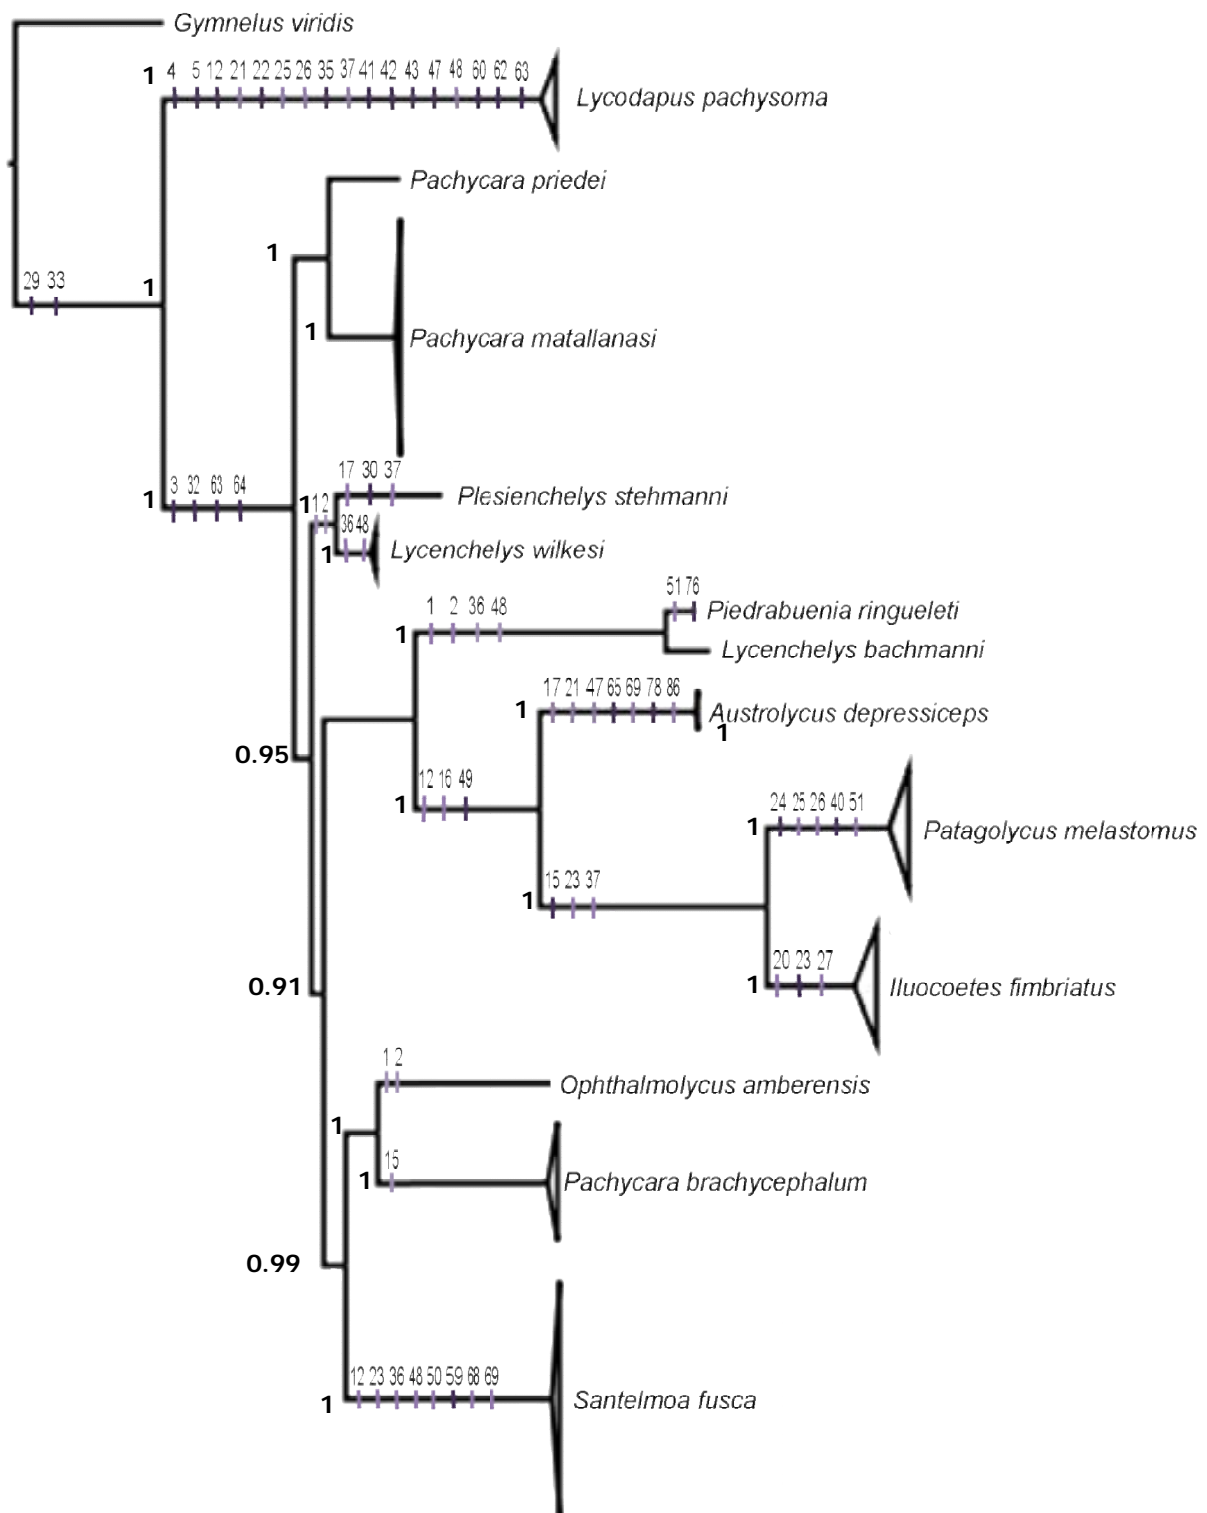 Gymnelus viridis
1 4 5 12 21 22 25 26 35 37 41 42 43 47 48 60 62 63
Lycodapus pachysoma
Pachycara priedei
1
29 33 1
1 Pachycara matallanasi
17 30 37
1 3 32 63 64
Plesienchelys stehmanni
1 1 2
36 48
1 Lycenchelys wilkesi
51 76
1 2 36 48
Piedrabuenia ringueleti
1
Lycenchelys bachmanni
17 21 47 65 69 78 86
1 Austrolycus depressiceps
1
0.95
12 16 49
1
24 25 26 40 51
1 Patagolycus melastomus
15 23 37
1
20 23 27
0.91
1 Iluocoetes fimbriatus
1 2
Ophthalmolycus amberensis
1
15
1 Pachycara brachycephalum
0.99
12 23 36 48 50 59 68 69
1 Santelmoa fusca